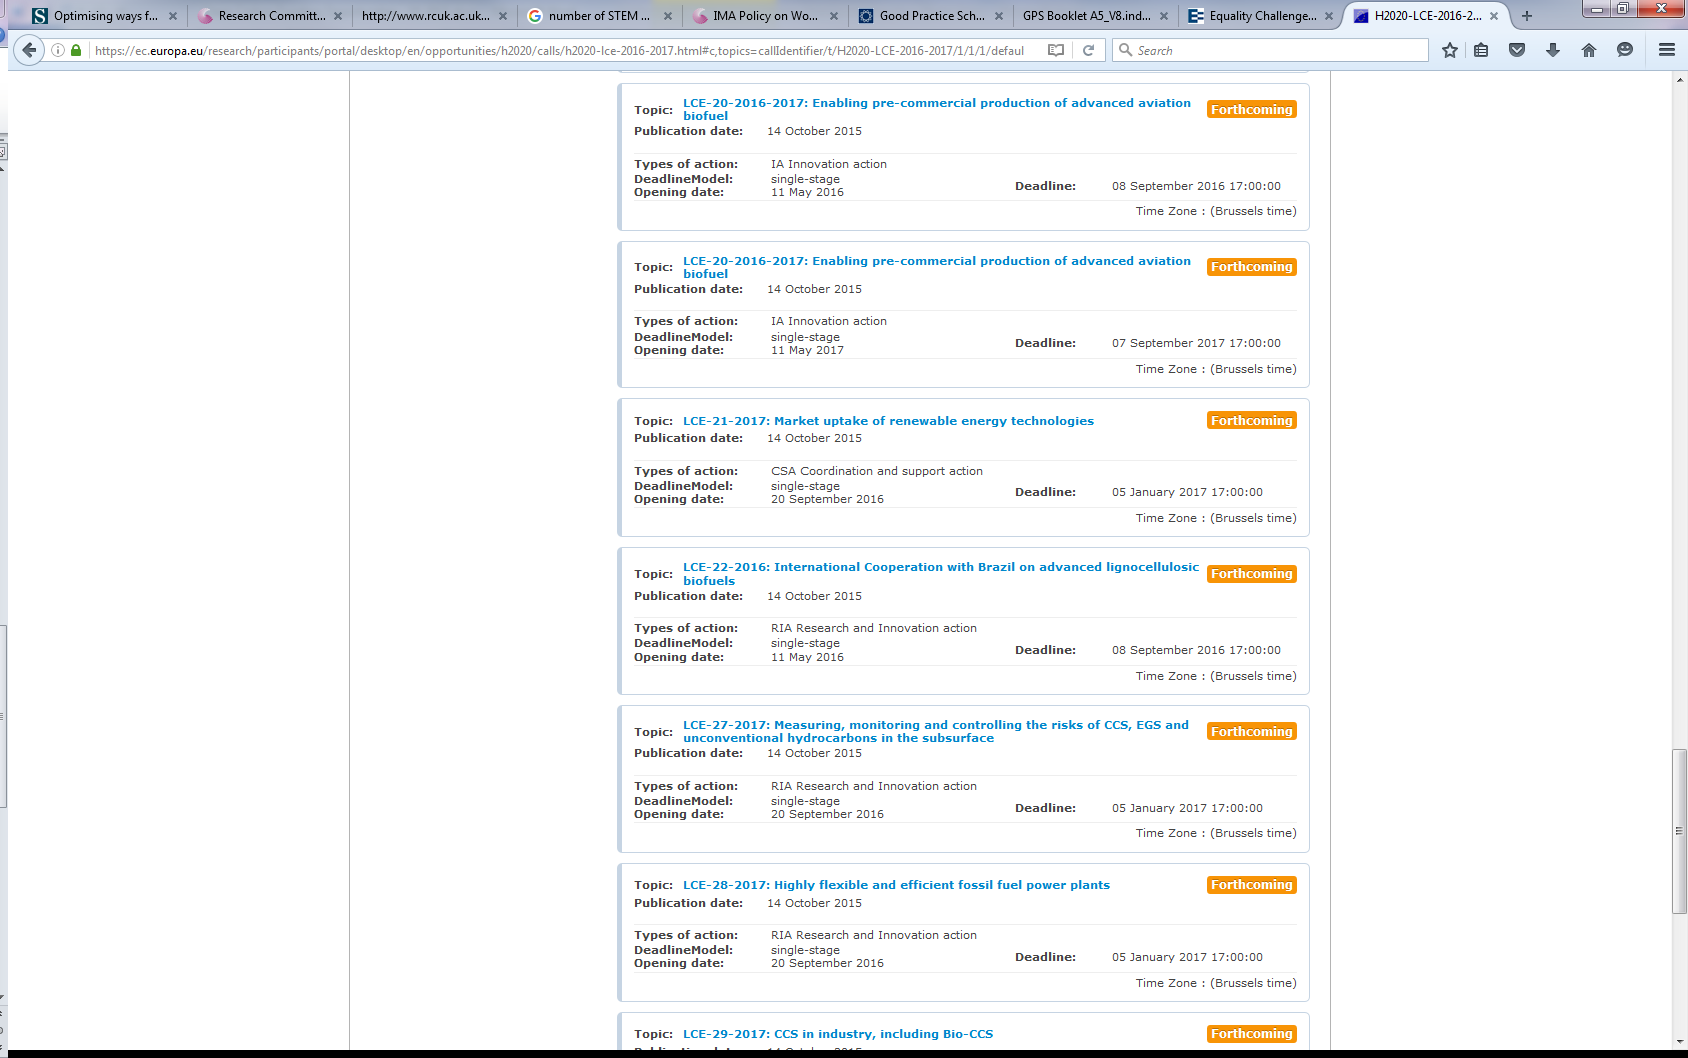 Optimising ways f...
Research Committ...
http://www.rcuk.ac.uk...
number of STEM ...
IMA Policy on Wo...
Good Practice Sch...
GPS Booklet A5_V8.ind...
Equality Challenge...
H2020-LCE-2016-2...
https://ec.europa.eu/research/participants/portal/desktop/en/opportunities/h2020/calls/h2020-lce-2016-2017.html#c,topics=callIdentifier/t/H2020-LCE-2016-2017/1/1/1/defaul
Search
Topic: LCE-20-2016-2017: Enabling pre-commercial production of advanced aviation
biofuel
Forthcoming
Publication date: 14 October 2015
Types of action: IA Innovation action
DeadlineModel: single-stage
Opening date: 11 May 2016
Deadline: 08 September 2016 17:00:00
Time Zone : (Brussels time)
Topic: LCE-20-2016-2017: Enabling pre-commercial production of advanced aviation
biofuel
Forthcoming
Publication date: 14 October 2015
Types of action: IA Innovation action
DeadlineModel: single-stage
Opening date: 11 May 2017
Deadline: 07 September 2017 17:00:00
Time Zone : (Brussels time)
Topic: LCE-21-2017: Market uptake of renewable energy technologies
Forthcoming
Publication date: 14 October 2015
Types of action: CSA Coordination and support action
DeadlineModel: single-stage
Opening date: 20 September 2016
Deadline: 05 January 2017 17:00:00
Time Zone : (Brussels time)
Topic: LCE-22-2016: International Cooperation with Brazil on advanced lignocellulosic
biofuels
Forthcoming
Publication date: 14 October 2015
Types of action: RIA Research and Innovation action
DeadlineModel: single-stage
Opening date: 11 May 2016
Deadline: 08 September 2016 17:00:00
Time Zone : (Brussels time)
Topic: LCE-27-2017: Measuring, monitoring and controlling the risks of CCS, EGS and
unconventional hydrocarbons in the subsurface
Forthcoming
Publication date: 14 October 2015
Types of action: RIA Research and Innovation action
DeadlineModel: single-stage
Opening date: 20 September 2016
Deadline: 05 January 2017 17:00:00
Time Zone : (Brussels time)
Topic: LCE-28-2017: Highly flexible and efficient fossil fuel power plants
Forthcoming
Publication date: 14 October 2015
Types of action: RIA Research and Innovation action
DeadlineModel: single-stage
Opening date: 20 September 2016
Deadline: 05 January 2017 17:00:00
Time Zone : (Brussels time)
Topic: LCE-29-2017: CCS in industry, including Bio-CCS
Forthcoming